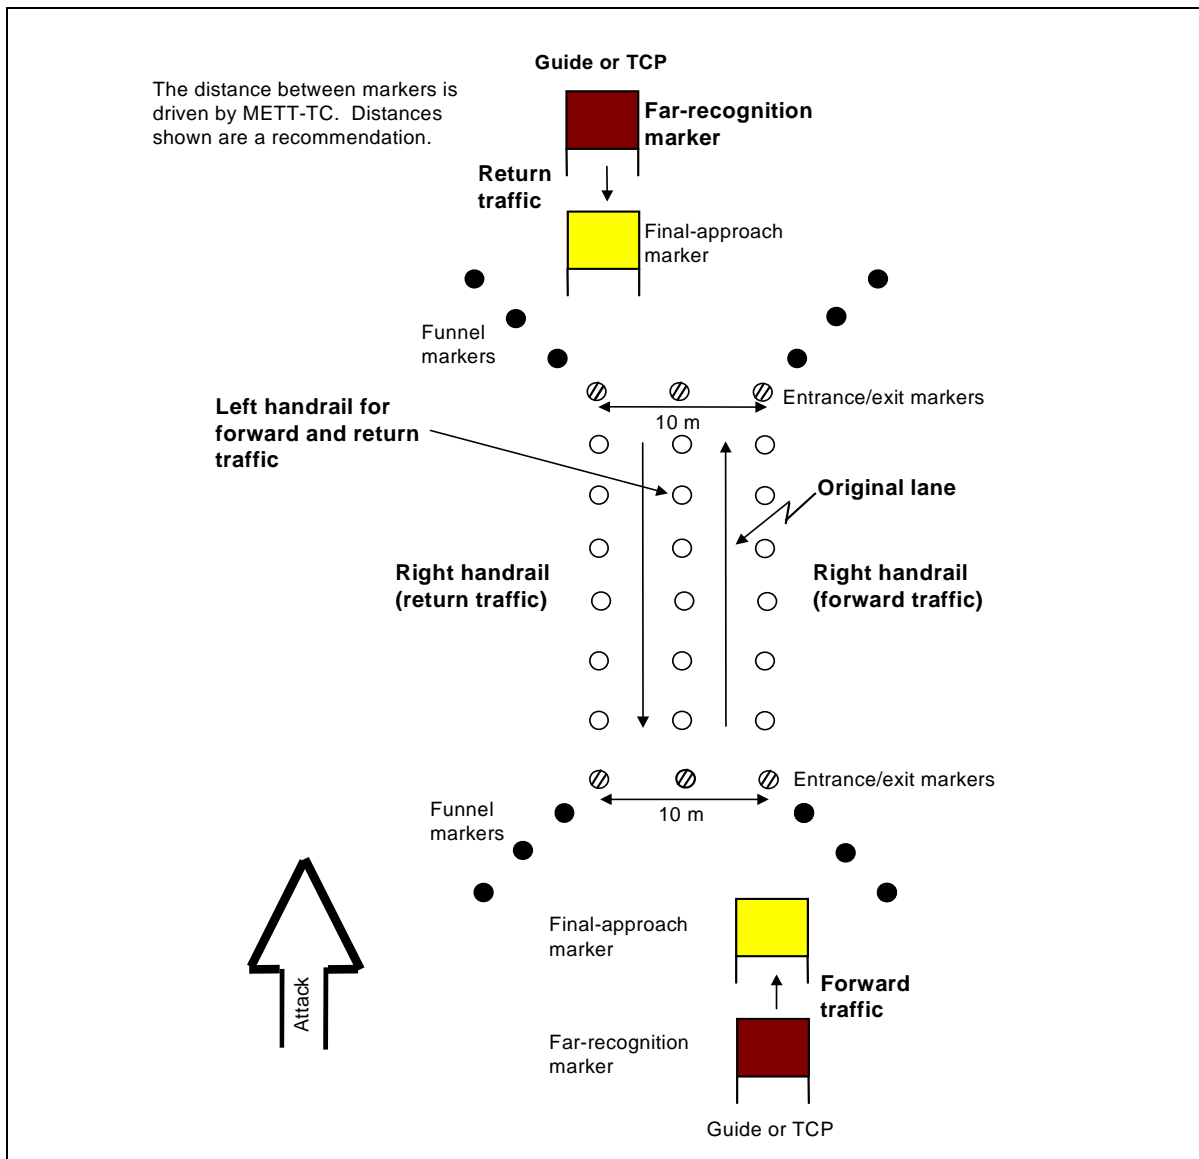 Guide or TCP
The distance between markers is
driven by METT-TC. Distances
shown are a recommendation.
Far-recognition
marker
Return
traffic
Final-approach
marker
Funnel
markers
Entrance/exit markers
10 m
Left handrail for
forward and return
traffic
Original lane
Right handrail
(return traffic)
Right handrail
(forward traffic)
Entrance/exit markers
10 m
Funnel
markers
Attack
Final-approach
marker
Forward
traffic
Far-recognition
marker
Guide or TCP